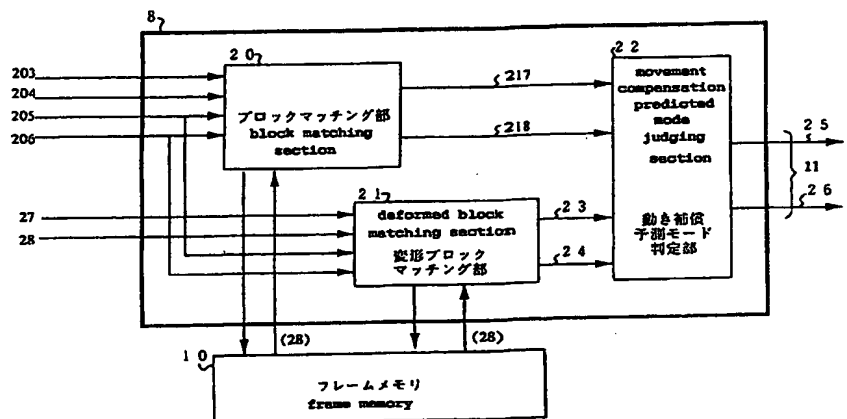 8
20
203
204
205
206
ブロックマッチング部
block matching
section
217
218
22
movement
compensation
predicted
mode
judging
section
動き補償
予測モード
判定部
25
11
26
21
27
28
deformed block
matching section
変形ブロック
マッチング部
23
24
(28)
(28)
10
フレームメモリ
frame memory